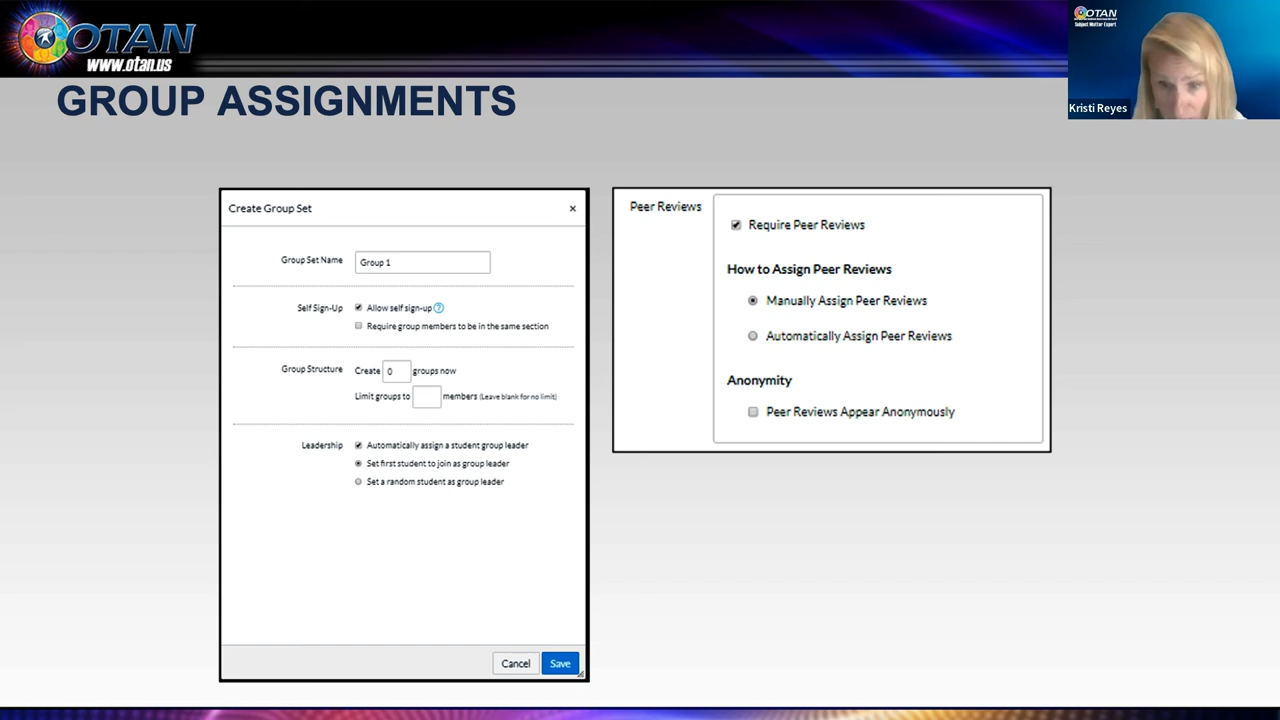 OTAN
www.otan.us
OTAN
Subject Matter Expert
Kristi Reyes
GROUP ASSIGNMENTS
Create Group Set ×
Group Set Name Group 1
Self Sign-Up Allow self sign-up ?
Require group members to be in the same section
Group Structure Create 0 groups now
Limit groups to members (Leave blank for no limit)
Leadership Automatically assign a student group leader
Set first student to join as group leader
Set a random student as group leader
Cancel Save
Peer Reviews
Require Peer Reviews
How to Assign Peer Reviews
Manually Assign Peer Reviews
Automatically Assign Peer Reviews
Anonymity
Peer Reviews Appear Anonymously